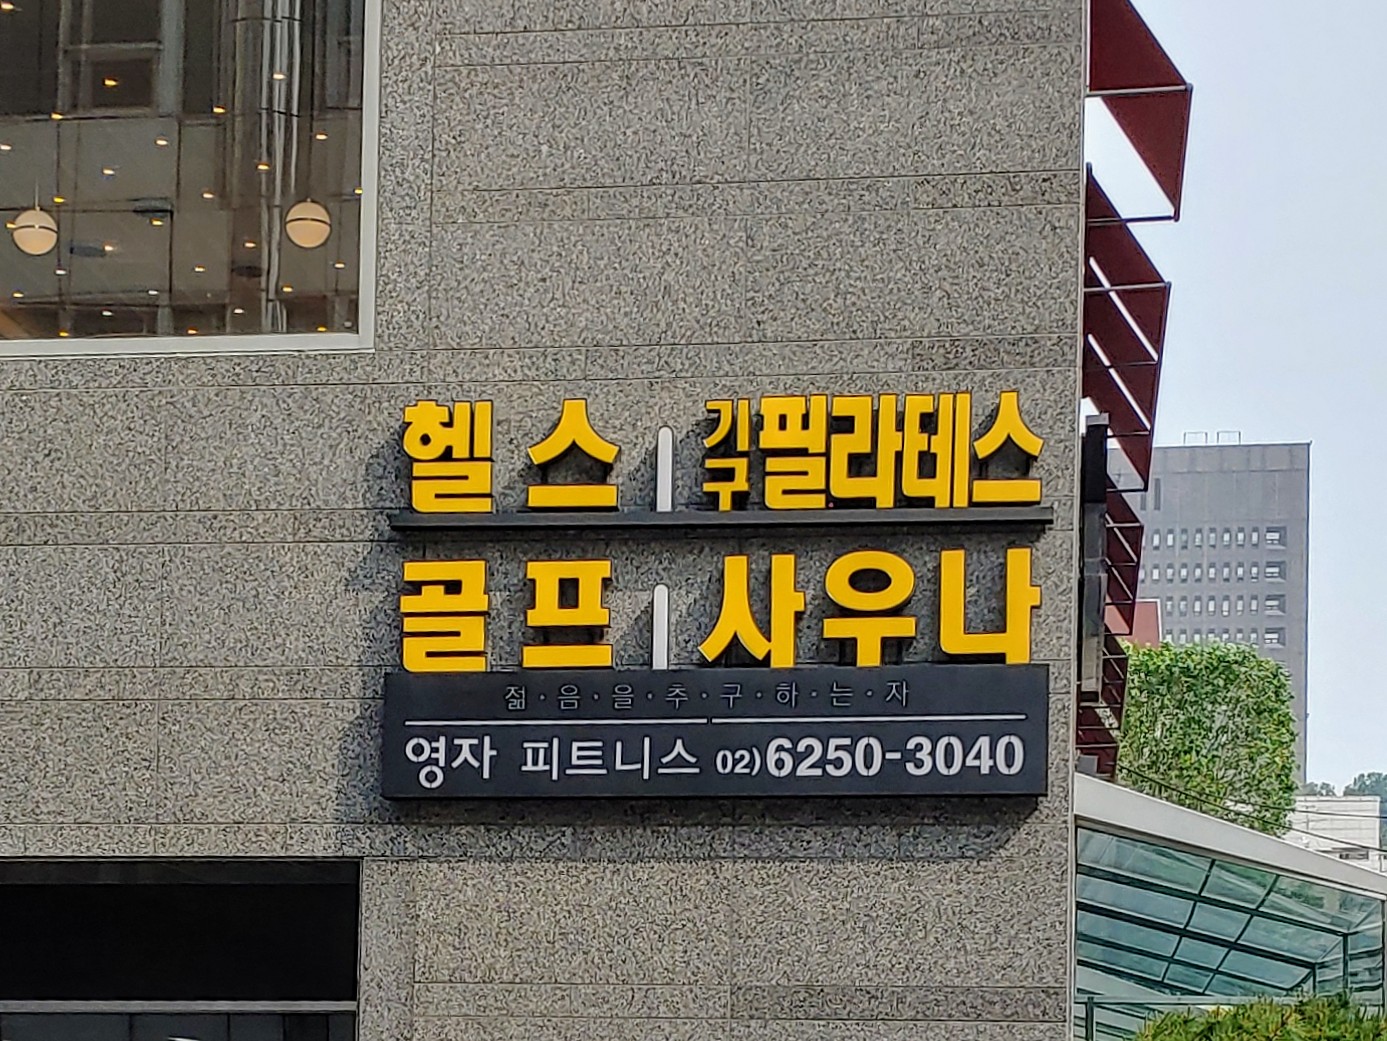 헬스 | 기구필라테스
골프 | 사우나
젊·음·을·추·구·하·는·자
영자 피트니스 02)6250-3040